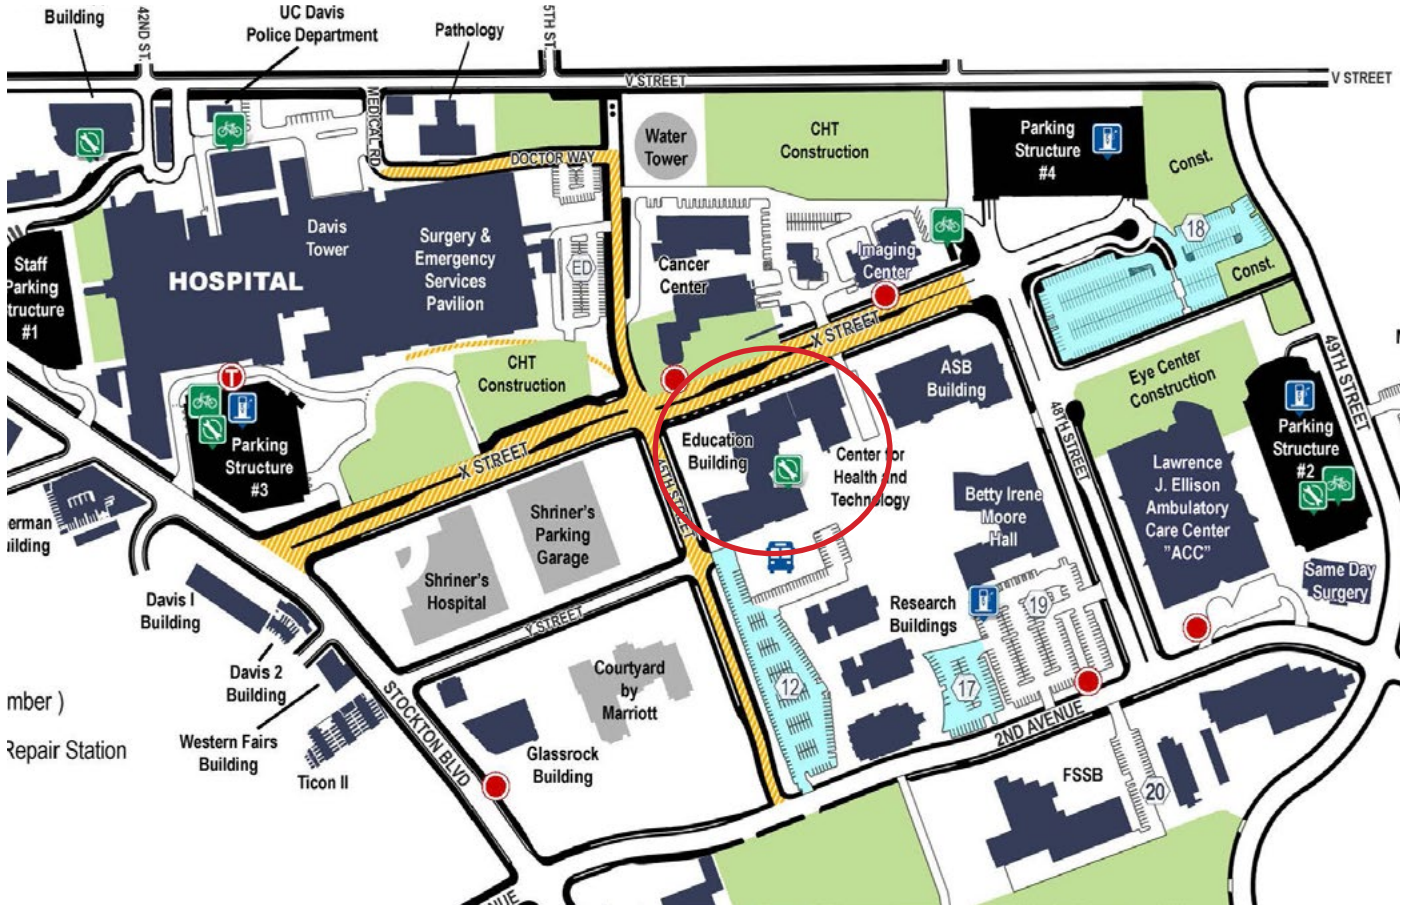 Building
42ND ST.
UC Davis
Police Department
Pathology
5TH ST.
V STREET
V STREET
MEDICAL RD
DOCTOR WAY
Water
Tower
CHT
Construction
Parking
Structure
#4
Const.
18
Const.
Davis
Tower
HOSPITAL
Surgery &
Emergency
Services
Pavilion
ED
Cancer
Center
Imaging
Center
X STREET
Staff
Parking
tructure
#1
T
CHT
Construction
Parking
Structure
#3
X STREET
ASB
Building
Eye Center
Construction
49TH STREET
48TH STREET
Education
Building
Center for
Health and
Technology
45TH STREET
Betty Irene
Moore
Hall
Lawrence
J. Ellison
Ambulatory
Care Center
"ACC"
Parking
Structure
#2
Same Day
Surgery
erman
uilding
Shriner's
Parking
Garage
Shriner's
Hospital
Y STREET
Davis I
Building
Davis 2
Building
Western Fairs
Building
Ticon II
STOCKTON BLVD
Courtyard
by
Marriott
Glassrock
Building
12
Research
Buildings
19
17
2ND AVENUE
FSSB
20
mber )
Repair Station
NUE